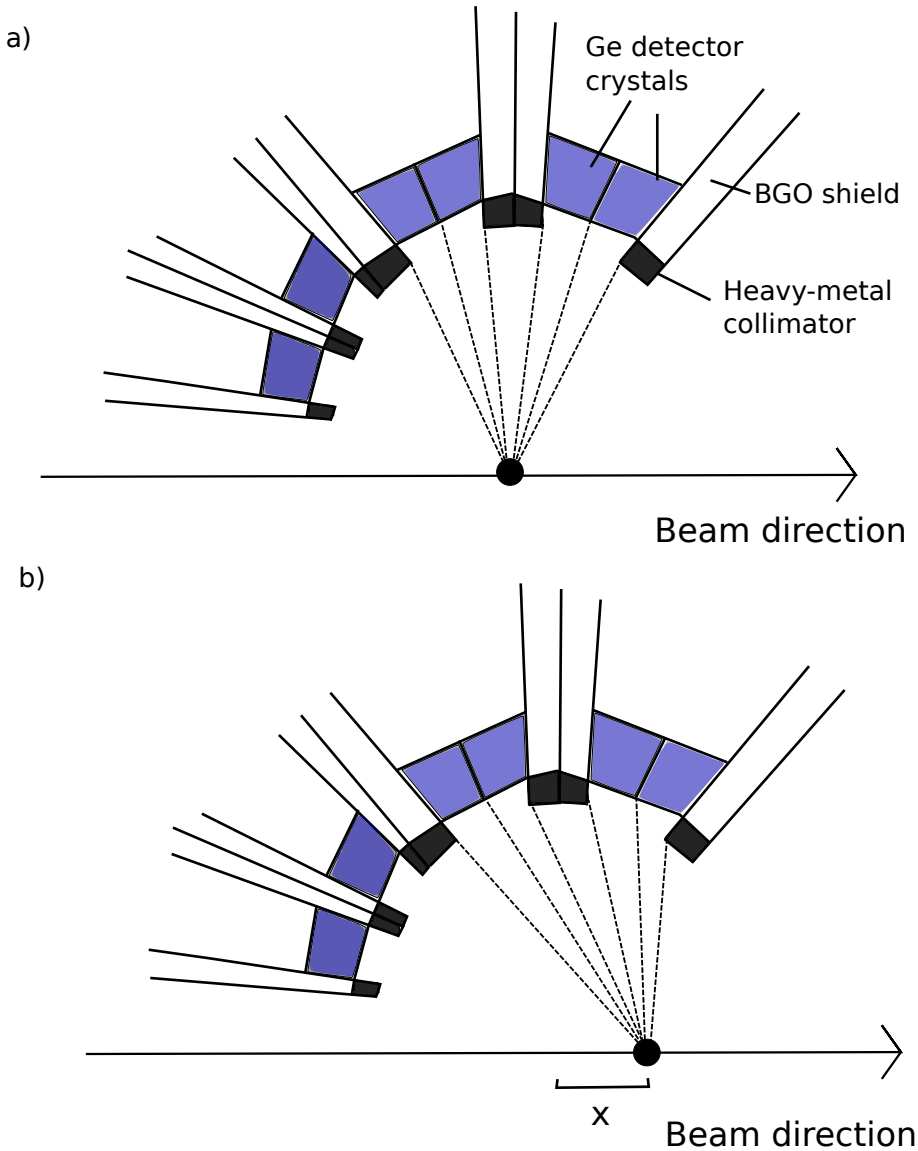 a)
Ge detector
crystals
BGO shield
Heavy-metal
collimator
Beam direction
b)
x
Beam direction